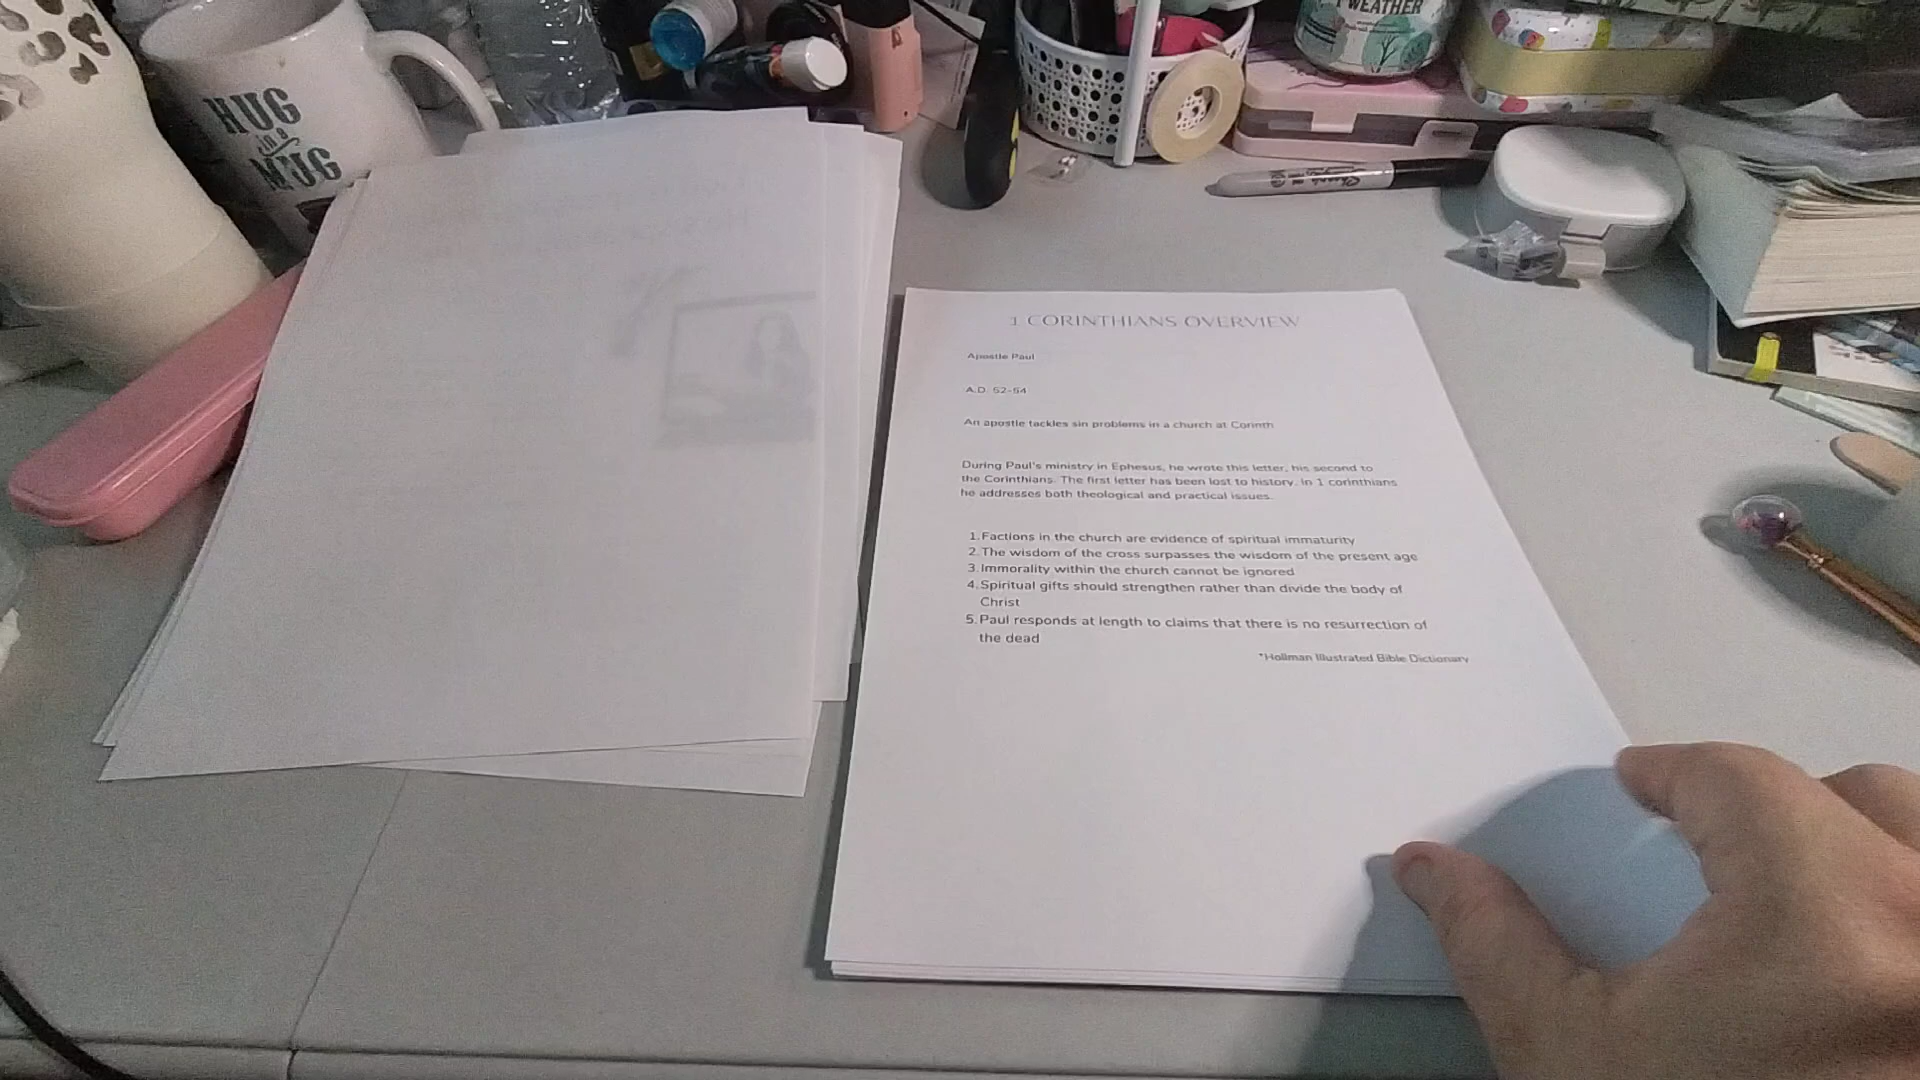 HUG
in a
MUG
WEATHER
Sharpie
1 CORINTHIANS OVERVIEW
Apostle Paul
A.D. 52-54
An apostle tackles sin problems in a church at Corinth
During Paul's ministry in Ephesus, he wrote this letter, his second to
the Corinthians. The first letter has been lost to history. In 1 corinthians
he addresses both theological and practical issues.
1. Factions in the church are evidence of spiritual immaturity
2. The wisdom of the cross surpasses the wisdom of the present age
3. Immorality within the church cannot be ignored
4. Spiritual gifts should strengthen rather than divide the body of
Christ
5. Paul responds at length to claims that there is no resurrection of
the dead
*Hollman Illustrated Bible Dictionary